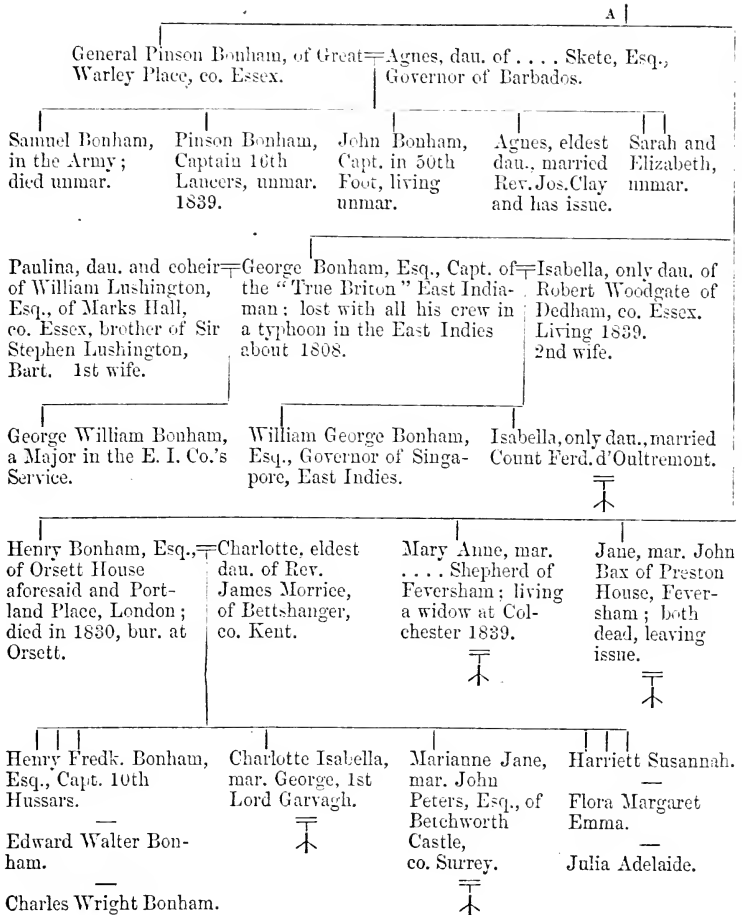 A
General Pinson Bonham, of Great
Warley Place, co. Essex.
Agnes, dau. of .... Skete, Esq.,
Governor of Barbados.
Samuel Bonham,
in the Army;
died unmar.
Pinson Bonham,
Captain 16th
Lancers, unmar.
1839.
John Bonham,
Capt. in 50th
Foot, living
unmar.
Agnes, eldest
dau., married
Rev. Jos. Clay
and has issue.
Sarah and
Elizabeth,
unmar.
Paulina, dau. and coheir
of William Lushington,
Esq., of Marks Hall,
co. Essex, brother of Sir
Stephen Lushington,
Bart. 1st wife.
George Bonham, Esq., Capt. of
the "True Briton" East India-
man; lost with all his crew in
a typhoon in the East Indies
about 1808.
Isabella, only dau. of
Robert Woodgate of
Dedham, co. Essex.
Living 1839.
2nd wife.
George William Bonham,
a Major in the E. I. Co.'s
Service.
William George Bonham,
Esq., Governor of Singa-
pore, East Indies.
Isabella, only dau., married
Count Ferd. d'Oultremont.
Henry Bonham, Esq.,
of Orsett House
aforesaid and Port-
land Place, London;
died in 1830, bur. at
Orsett.
Charlotte, eldest
dau. of Rev.
James Morrice,
of Bettshanger,
co. Kent.
Mary Anne, mar.
.... Shepherd of
Feversham; living
a widow at Col-
chester 1839.
Jane, mar. John
Bax of Preston
House, Fever-
sham; both
dead, leaving
issue.
Henry Fredk. Bonham,
Esq., Capt. 10th
Hussars.
Edward Walter Bon-
ham.
Charles Wright Bonham.
Charlotte Isabella,
mar. George, 1st
Lord Garvagh.
Marianne Jane,
mar. John
Peters, Esq., of
Betchworth
Castle,
co. Surrey.
Harriett Susannah.
Flora Margaret
Emma.
Julia Adelaide.